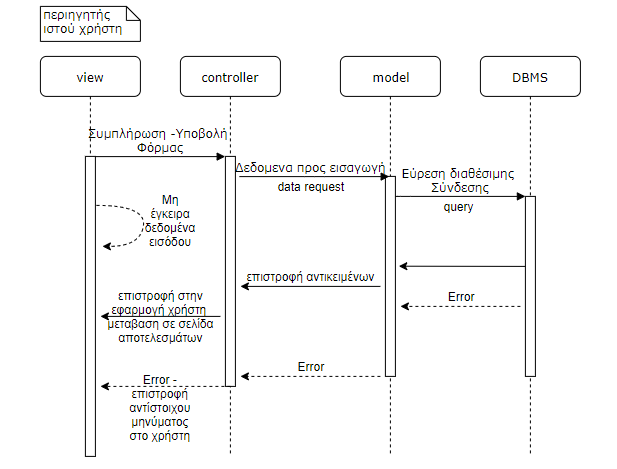 περιηγητής
ιστού χρήστη
view
controller
model
DBMS
Συμπλήρωση -Υποβολή
Φόρμας
Δεδομενα προς εισαγωγή
data request
Εύρεση διαθέσιμης
Σύνδεσης
query
Μη
έγκειρα
δεδομένα
εισόδου
επιστροφή αντικειμένων
Error
επιστροφή στην
εφαρμογή χρήστη
μεταβαση σε σελίδα
αποτελεσμάτων
Error
Error -
επιστροφή
αντίστοιχου
μηνύματος
στο χρήστη